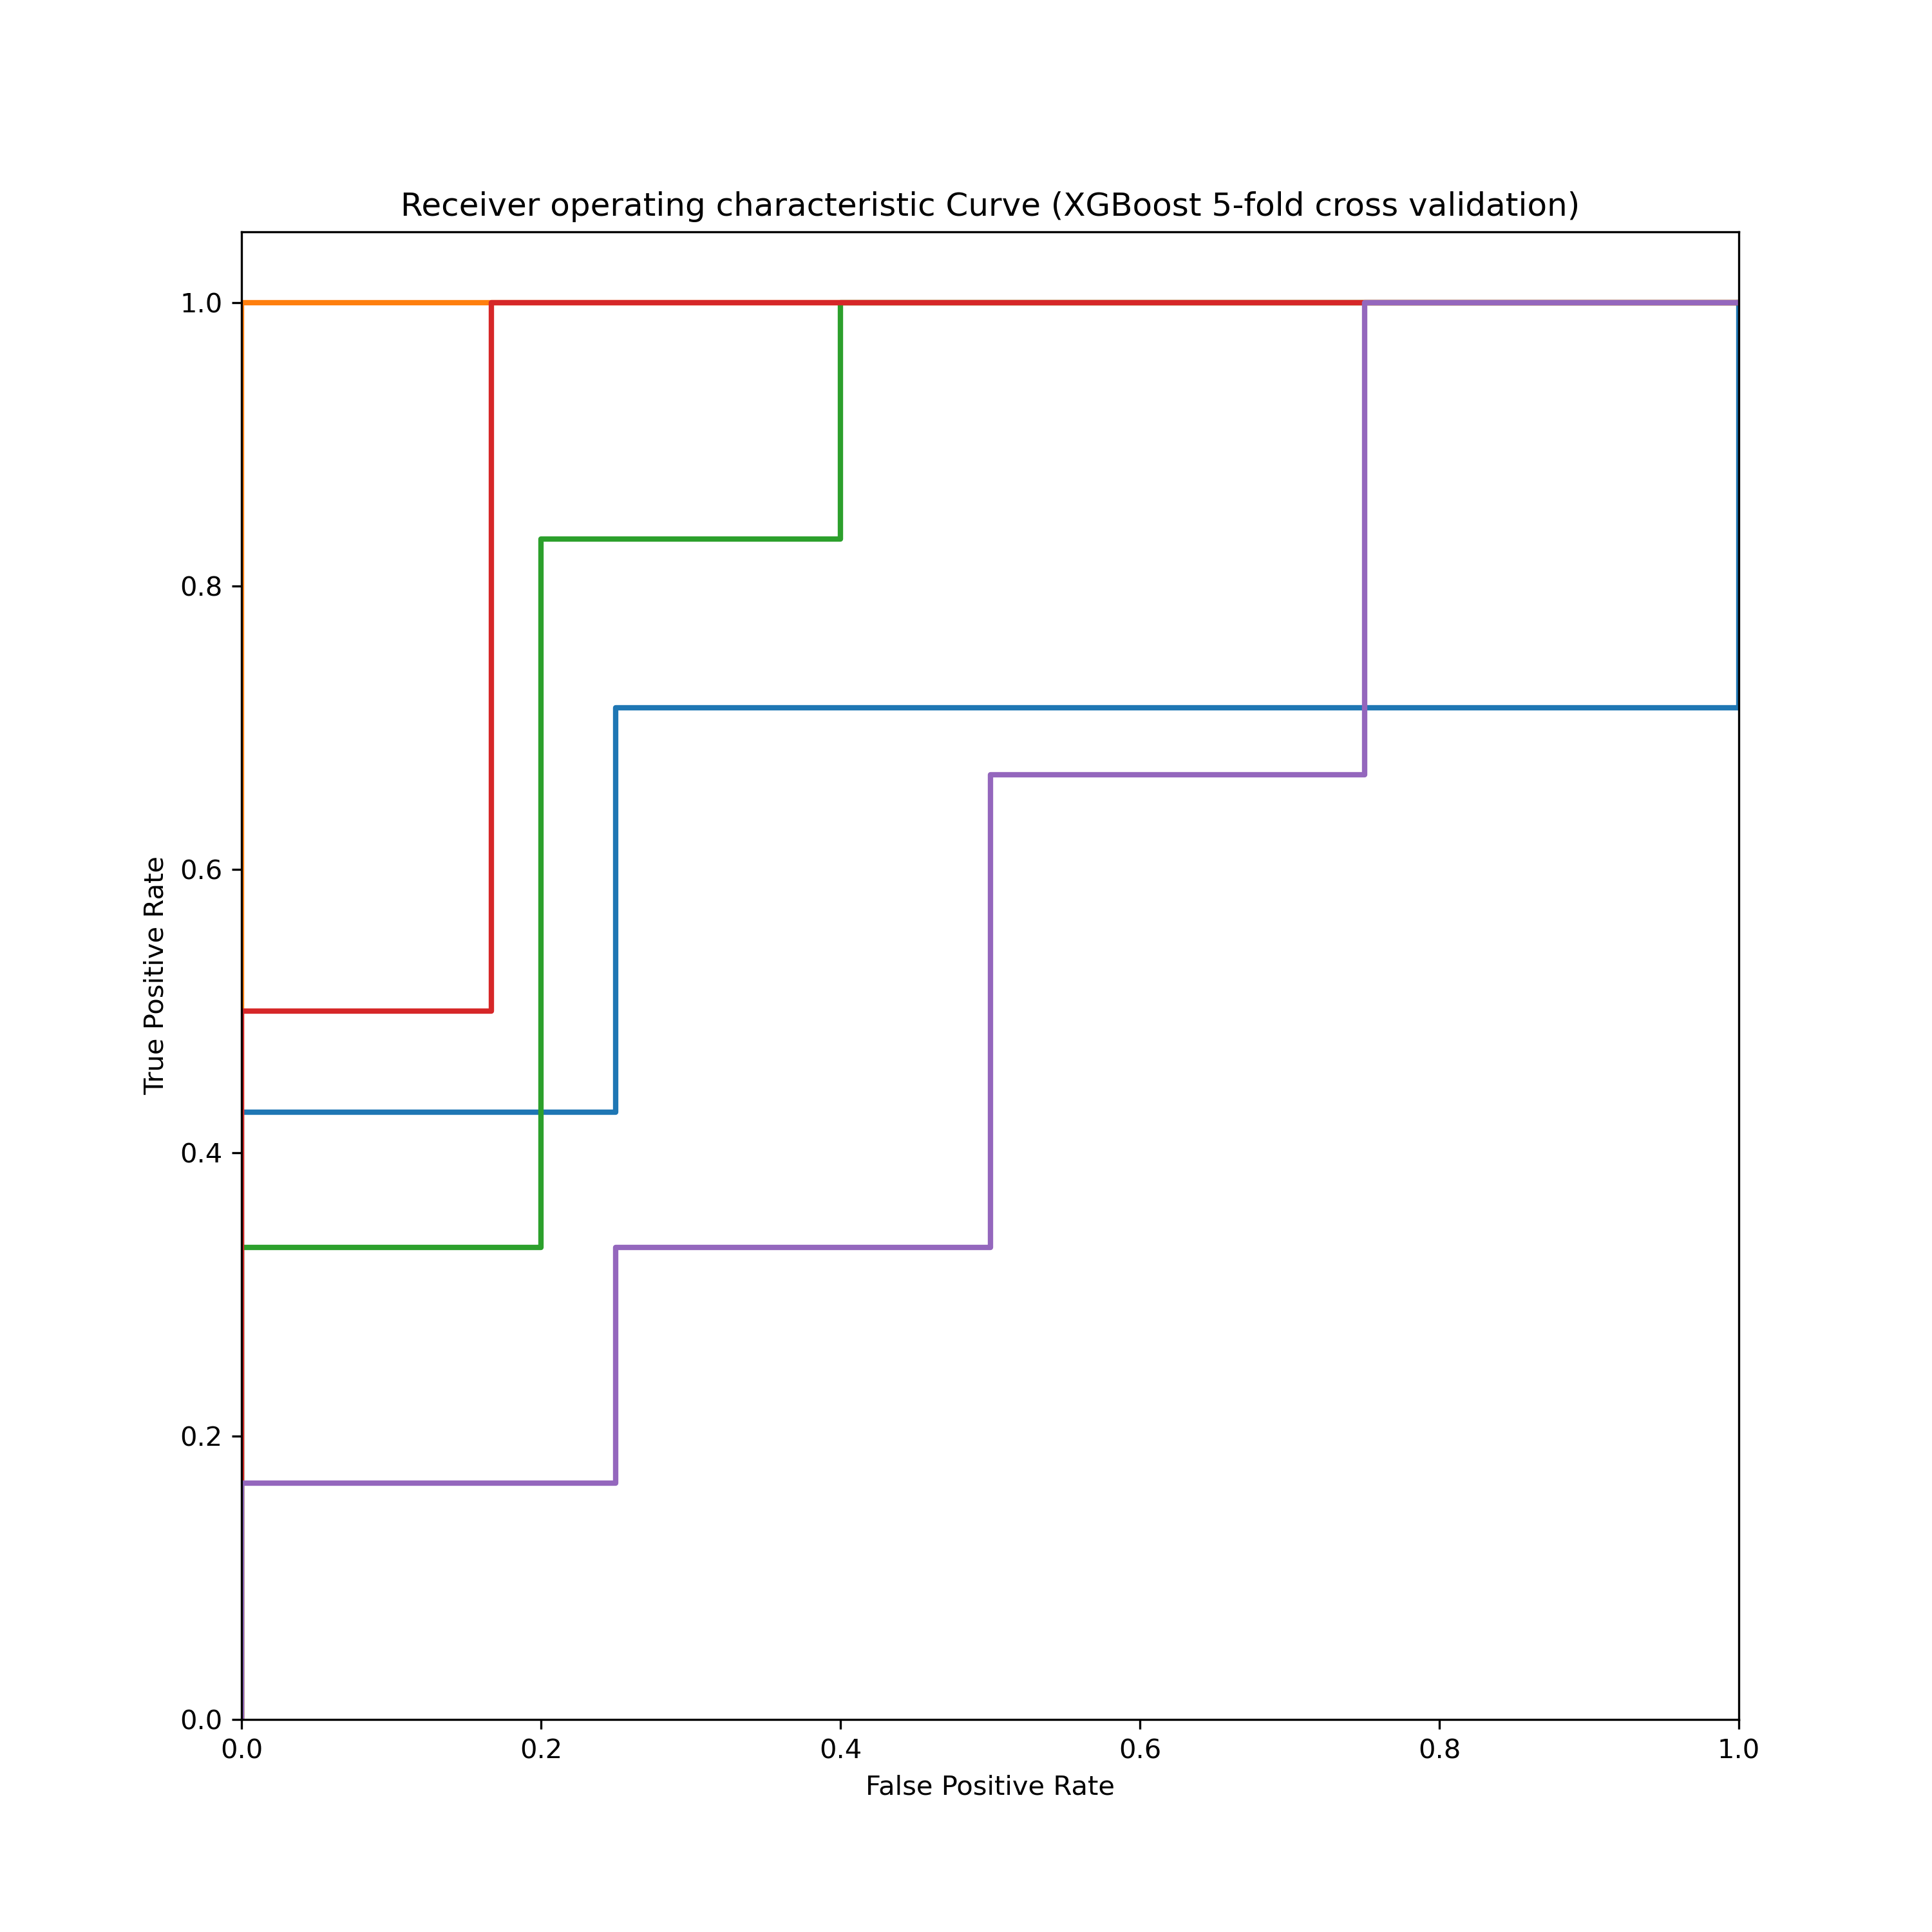 Receiver operating characteristic Curve (XGBoost 5-fold cross validation)
1.0
0.8
0.6
0.4
0.2
0.0
True Positive Rate
0.0 0.2 0.4 0.6 0.8 1.0
False Positive Rate